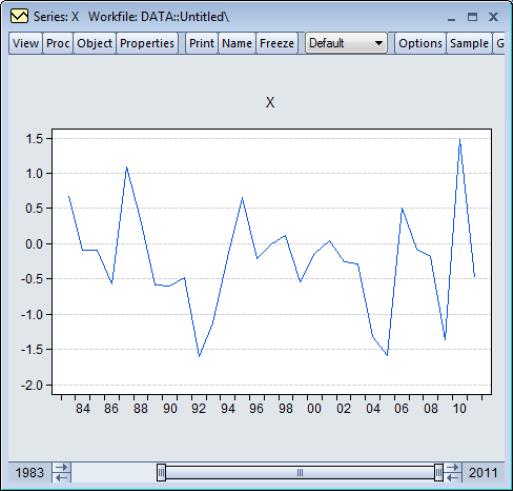 Series: X Workfile: DATA::Untitled\
View Proc Object Properties Print Name Freeze Default Options Sample G
X
1.5
1.0
0.5
0.0
-0.5
-1.0
-1.5
-2.0
84 86 88 90 92 94 96 98 00 02 04 06 08 10
1983 2011